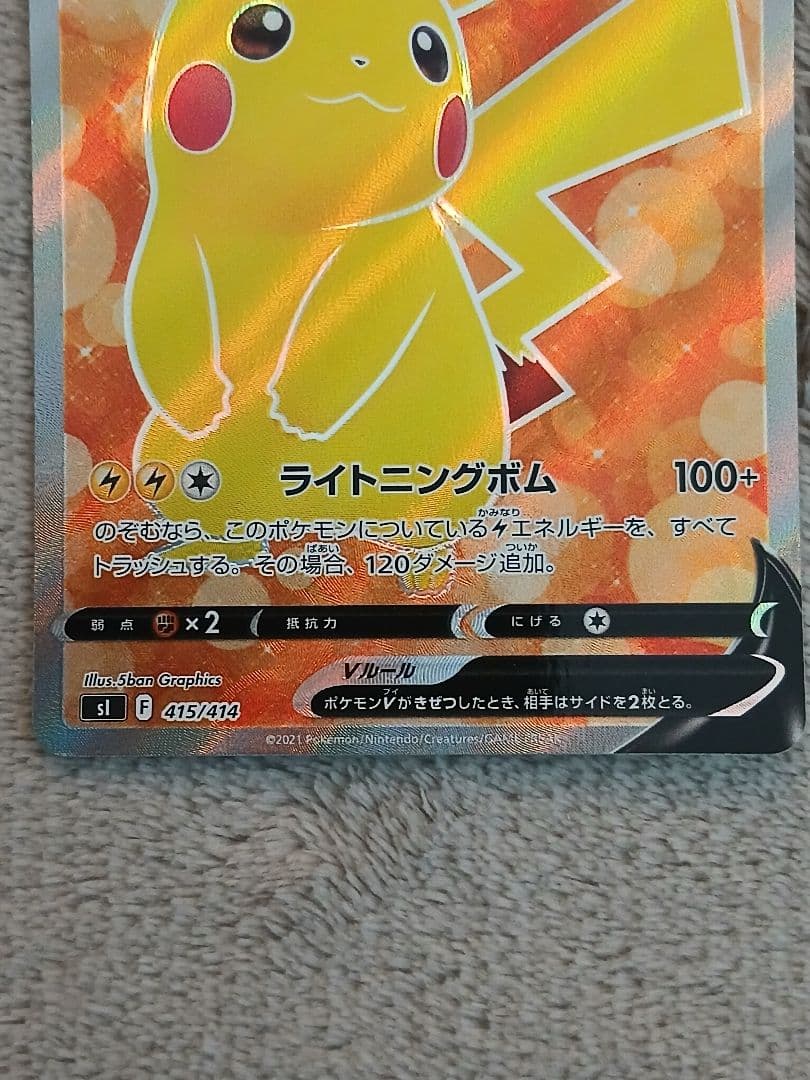 ライトニングボム 100+
のぞむなら、このポケモンについているエネルギーを、すべて
トラッシュする。その場合、120ダメージ追加。
弱点 ×2 抵抗力 にげる
Illus. 5ban Graphics
Vルール
ポケモンVがきぜつしたとき、相手はサイドを2枚とる。
sI F 415/414
©2021 Pokémon/Nintendo/Creatures/GAME FREAK